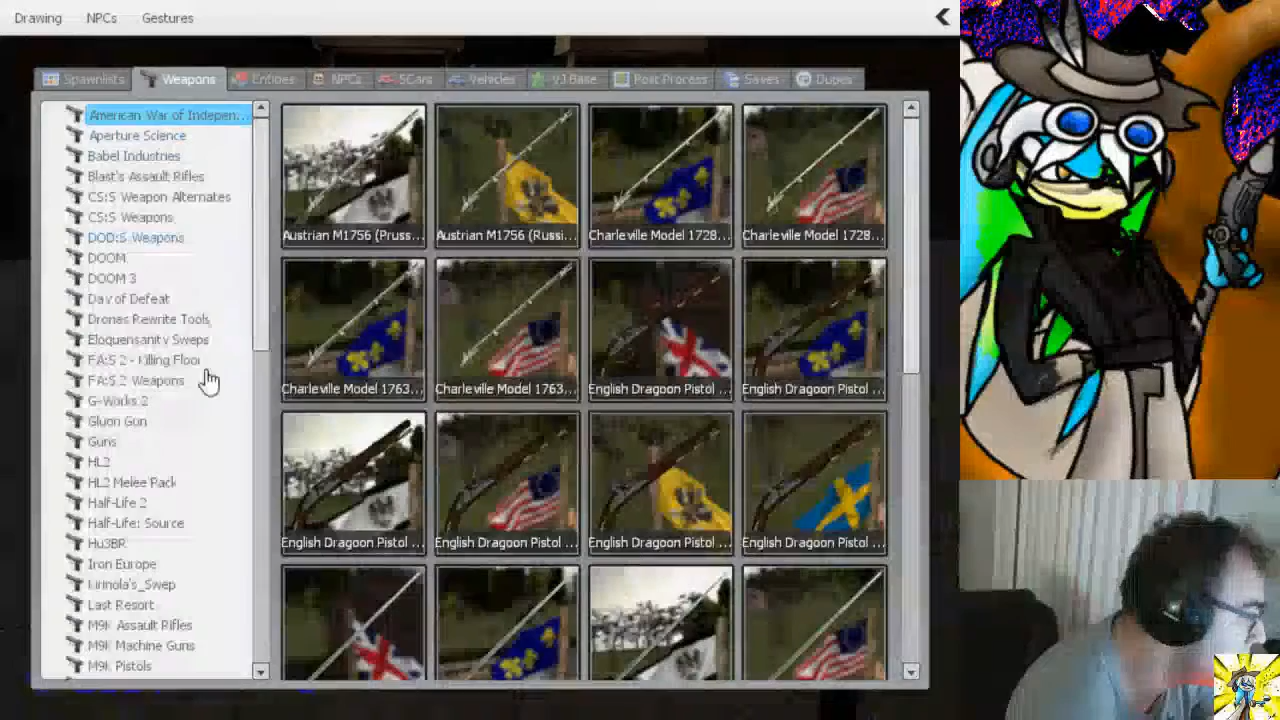 Drawing NPCs Gestures
Spawnlists Weapons Entities NPCs SCars Vehicles VJ Base Post Process Saves Dupes
American War of Indepen...
Aperture Science
Babel Industries
Blast's Assault Rifles
CS:S Weapon Alternates
CS:S Weapons
DOD:S Weapons
DOOM
DOOM 3
Day of Defeat
Drones Rewrite Tools
Eloquensanity Sweps
FA:S 2 - Killing Floor
FA:S 2 Weapons
G-Works 2
Gluon Gun
Guns
HL2
HL2 Melee Pack
Half-Life 2
Half-Life: Source
Hu3BR
Iron Europe
Last Resort
M9K Assault Rifles
M9K Machine Guns
M9K Pistols
Austrian M1756 (Pruss... Austrian M1756 (Russi... Charleville Model 1728... Charleville Model 1728...
Charleville Model 1763... Charleville Model 1763... English Dragoon Pistol ... English Dragoon Pistol ...
English Dragoon Pistol ... English Dragoon Pistol ... English Dragoon Pistol ... English Dragoon Pistol ...